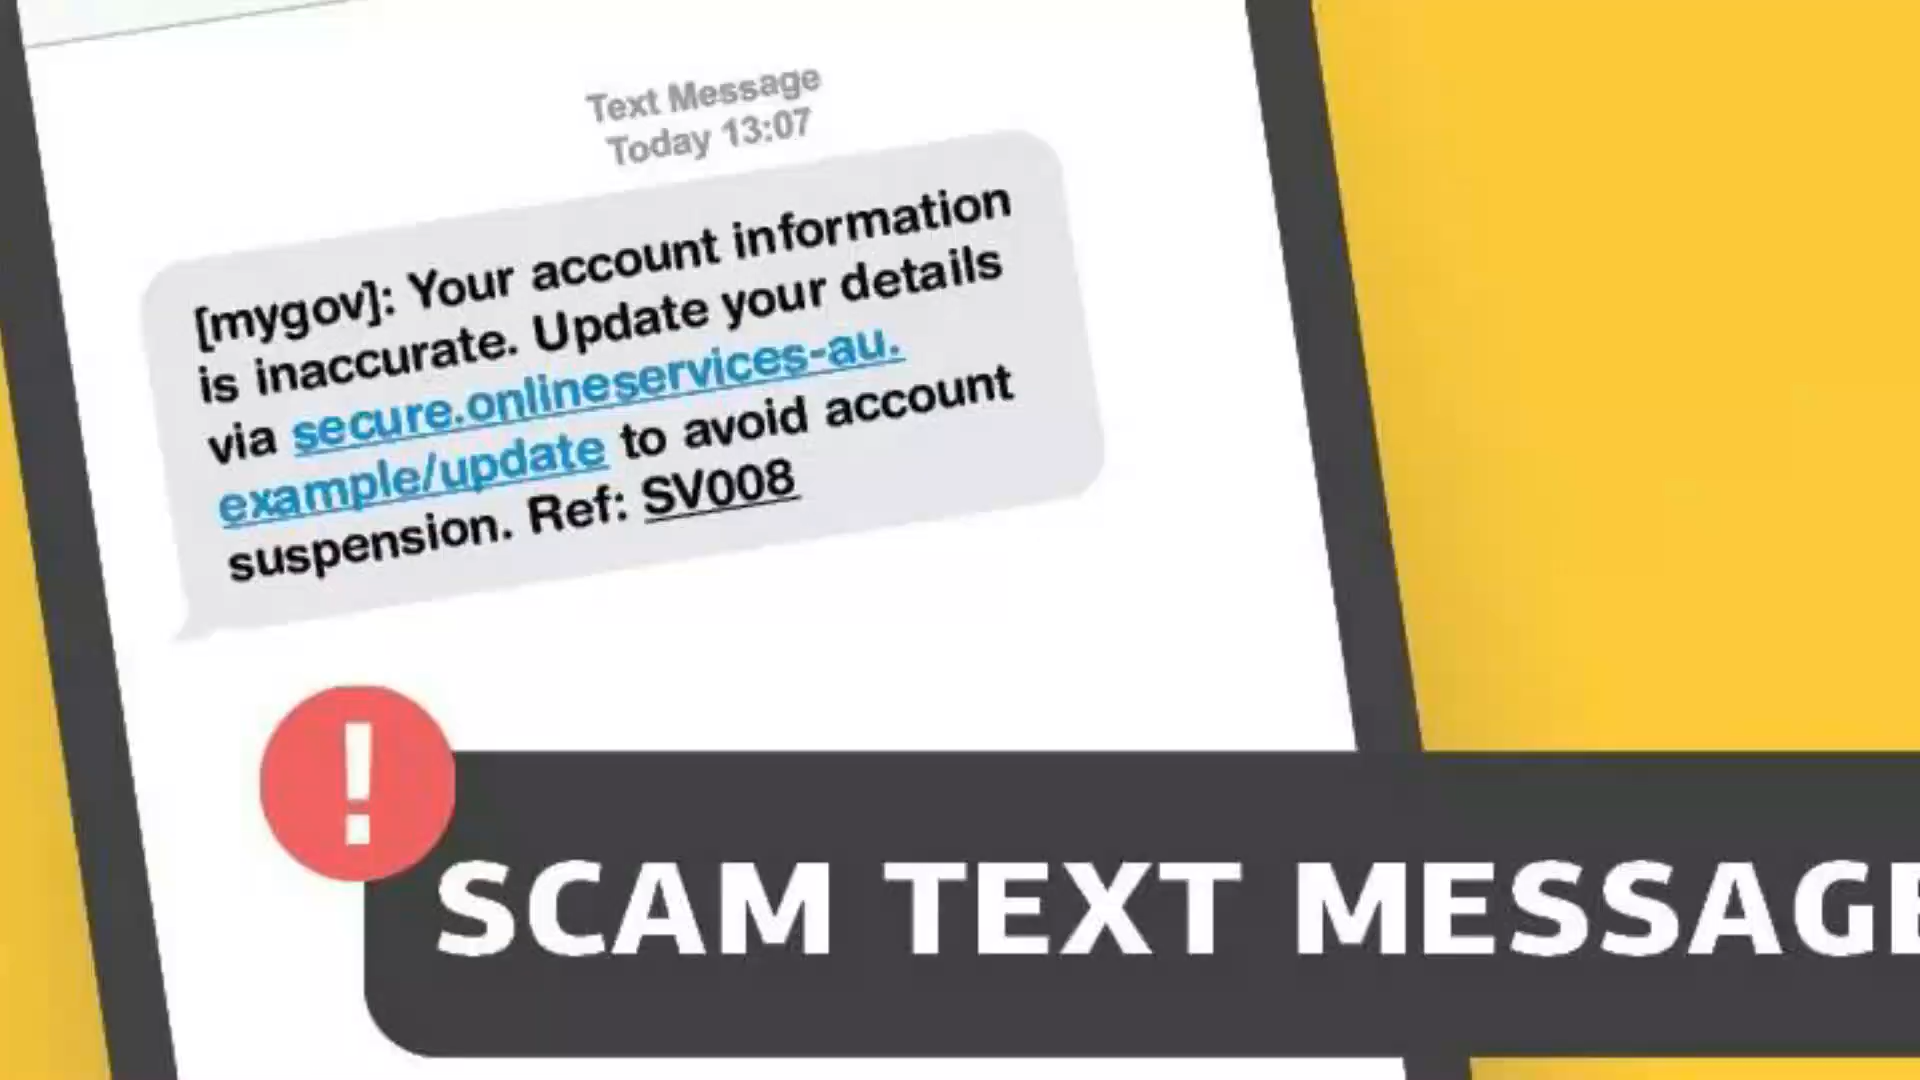 Text Message
Today 13:07
[mygov]: Your account information
is inaccurate. Update your details
via secure.onlineservices-au.
example/update to avoid account
suspension. Ref: SV008
!
SCAM TEXT MESSAGE